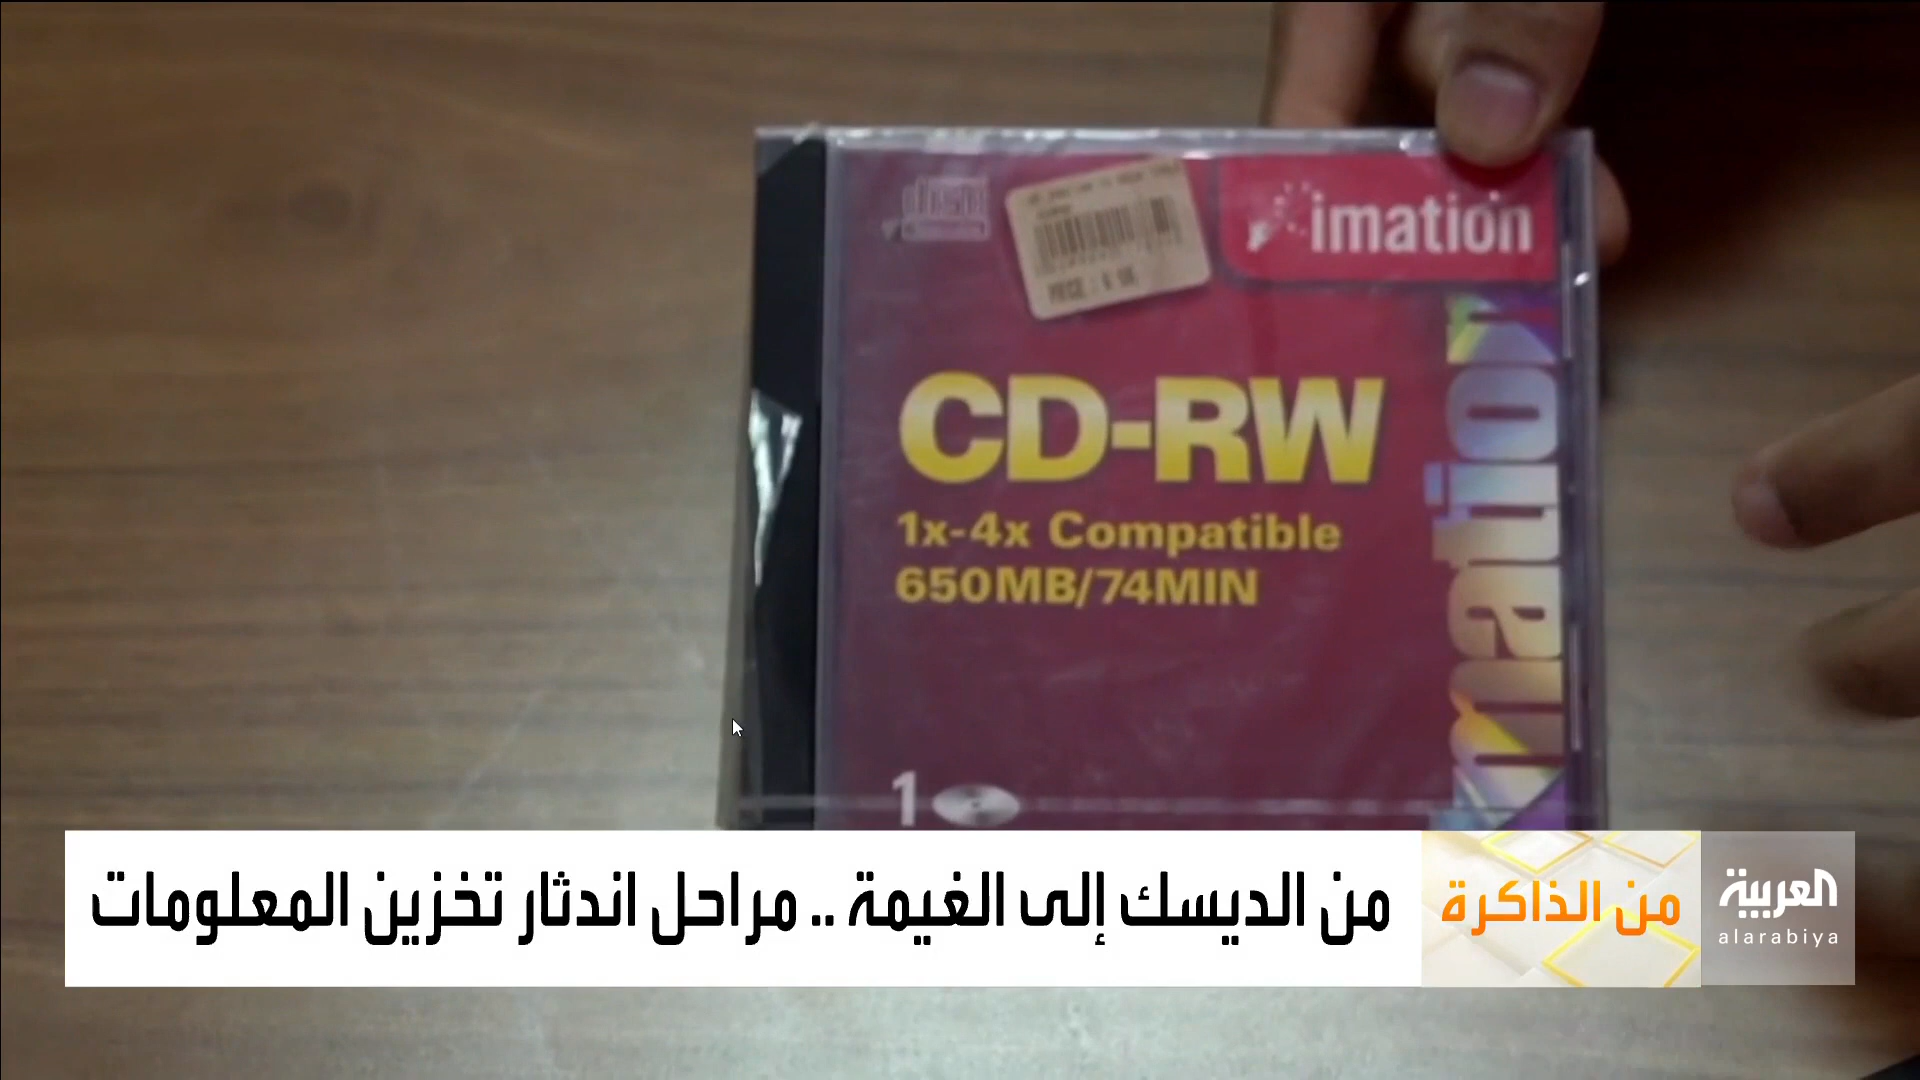 imation
CD-RW
1x-4x Compatible
650MB/74MIN
imation
1
من الديسك إلى الغيمة .. مراحل اندثار تخزين المعلومات
من الذاكرة
العربية
alarabiya